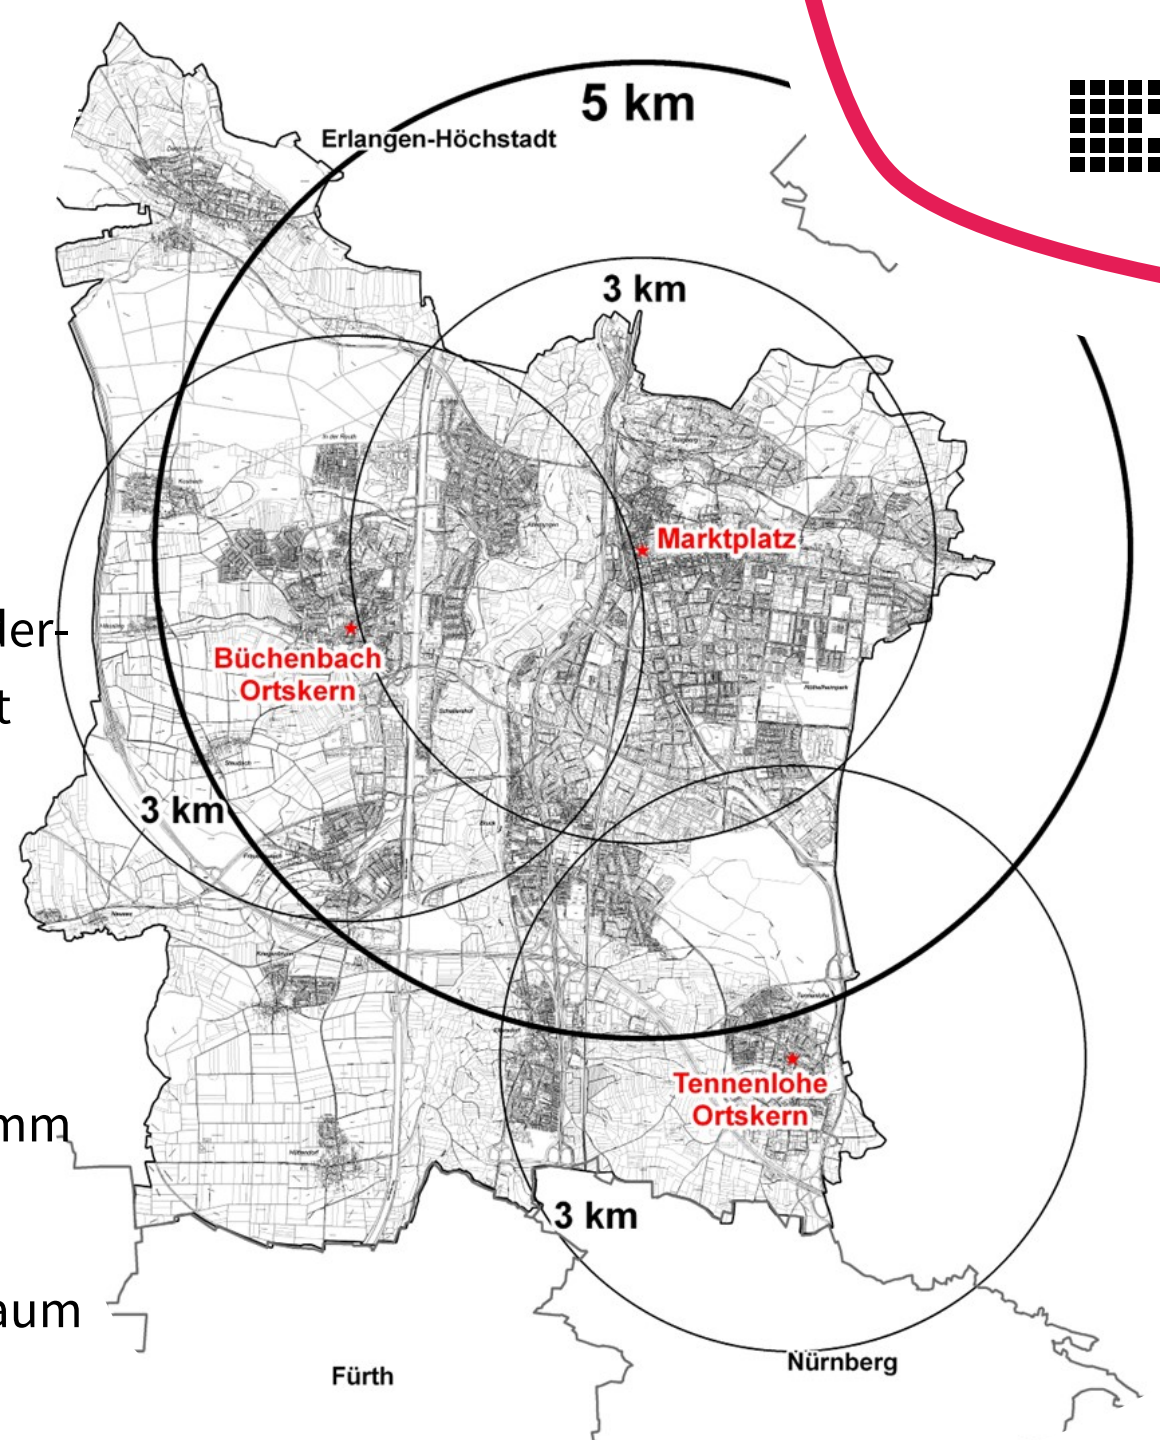 5 km
Erlangen-Höchstadt
3 km
Marktplatz
der-
Büchenbach
Ortskern
t
3 km
Tennenlohe
Ortskern
mm
3 km
aum
Nürnberg
Fürth